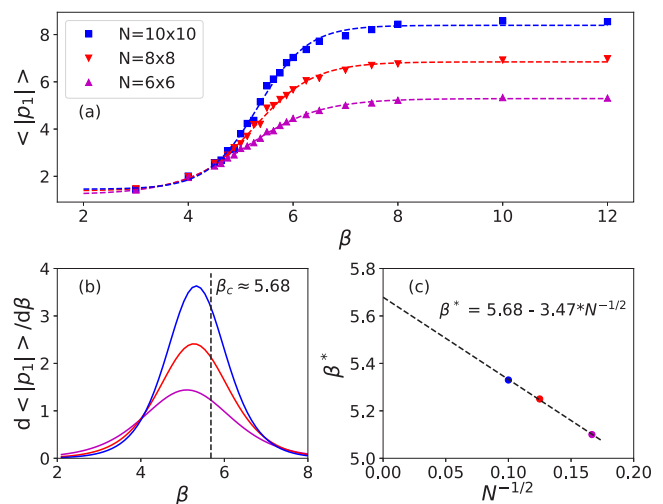 N=10x10
N=8x8
N=6x6
(a)
< |p₁| >
8
6
4
2
2 4 6 8 10 12
β
(b)
β_c ≈ 5.68
d < |p₁| > /dβ
4
3
2
1
0
2 4 6 8
β
(c)
β* = 5.68 - 3.47*N^{-1/2}
β*
5.8
5.6
5.4
5.2
5.0
0.00 0.05 0.10 0.15 0.20
N^{-1/2}